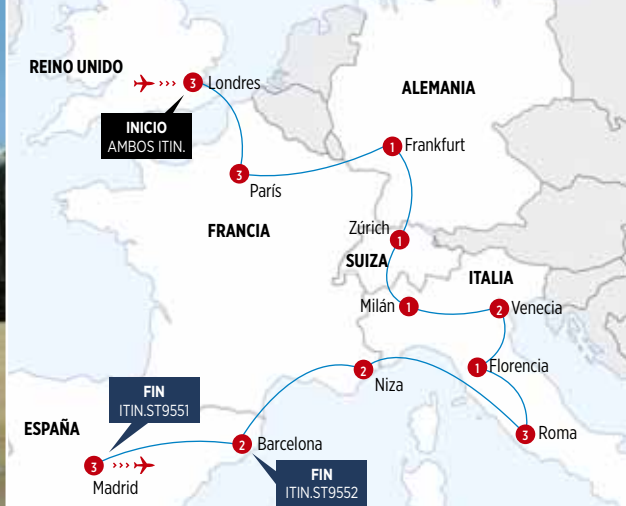 REINO UNIDO
3 Londres
ALEMANIA
INICIO
AMBOS ITIN.
1 Frankfurt
3
París
FRANCIA
Zúrich
1
SUIZA
ITALIA
Milán 1
2 Venecia
1 Florencia
2
Niza
FIN
ITIN.ST9551
ESPAÑA
2 Barcelona
3 Roma
3
Madrid
FIN
ITIN.ST9552